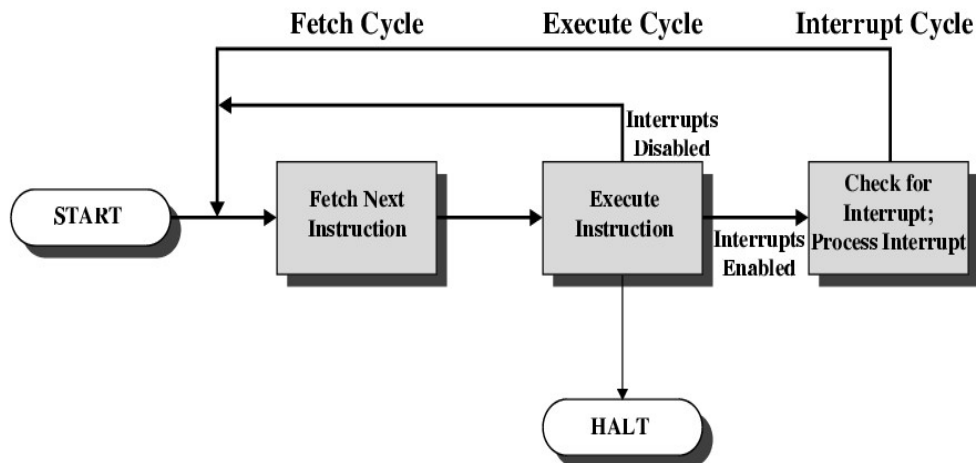 Fetch Cycle
Execute Cycle
Interrupt Cycle
Interrupts
Disabled
START
Fetch Next
Instruction
Execute
Instruction
Interrupts
Enabled
Check for
Interrupt;
Process Interrupt
HALT